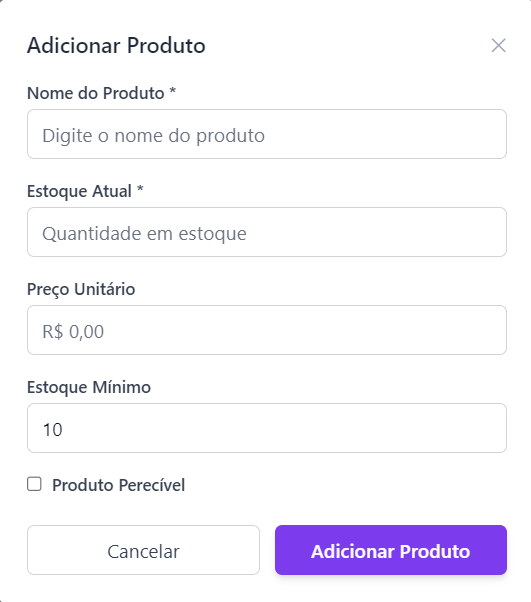 Adicionar Produto
Nome do Produto *
Digite o nome do produto
Estoque Atual *
Quantidade em estoque
Preço Unitário
R$ 0,00
Estoque Mínimo
10
Produto Perecível
Cancelar
Adicionar Produto